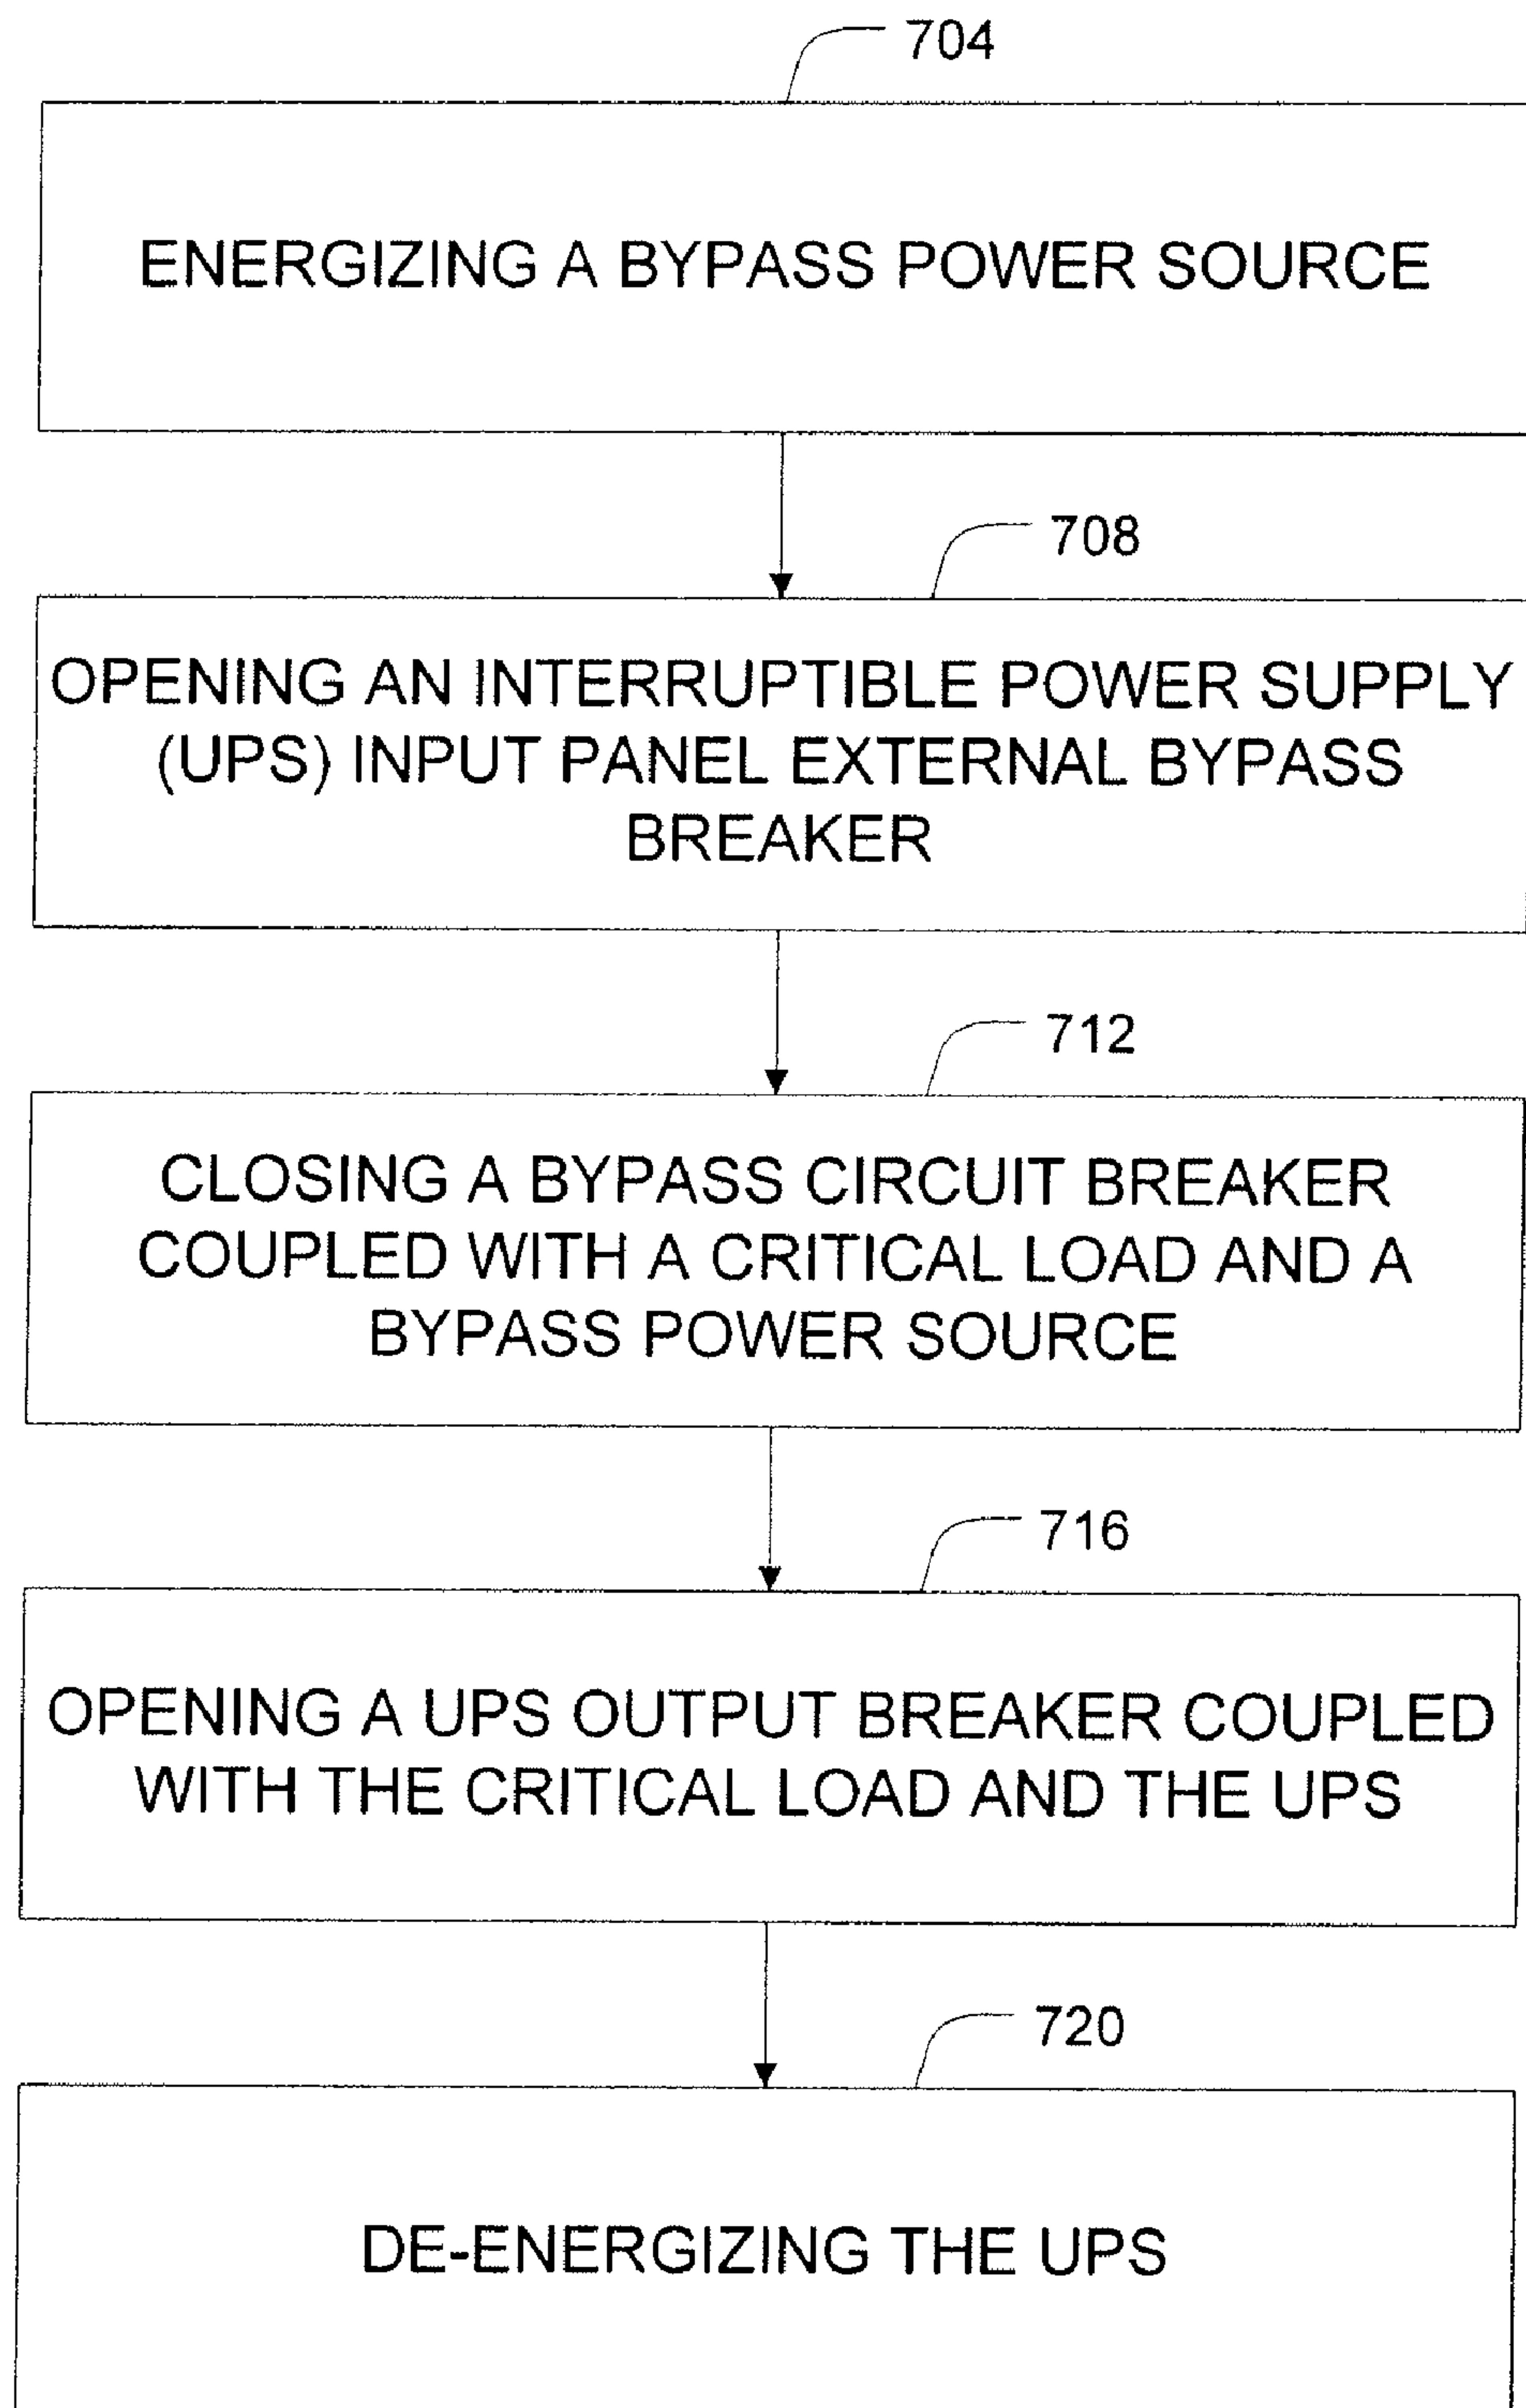 704
ENERGIZING A BYPASS POWER SOURCE
708
OPENING AN INTERRUPTIBLE POWER SUPPLY
(UPS) INPUT PANEL EXTERNAL BYPASS
BREAKER
712
CLOSING A BYPASS CIRCUIT BREAKER
COUPLED WITH A CRITICAL LOAD AND A
BYPASS POWER SOURCE
716
OPENING A UPS OUTPUT BREAKER COUPLED
WITH THE CRITICAL LOAD AND THE UPS
720
DE-ENERGIZING THE UPS